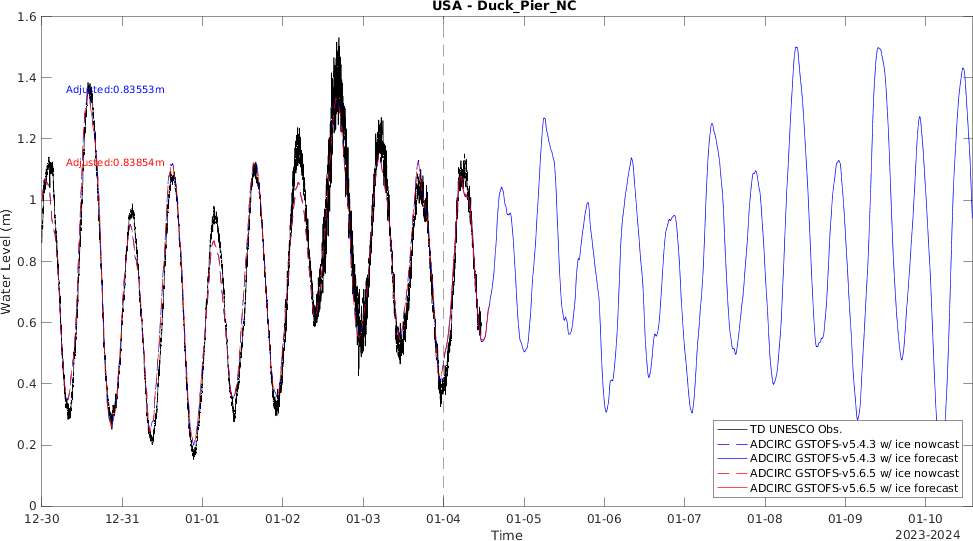 USA - Duck_Pier_NC
1.6
1.4
1.2
1
0.8
0.6
0.4
0.2
0
Water Level (m)
Adjusted:0.83553m
Adjusted:0.83854m
TD UNESCO Obs.
ADCIRC GSTOFS-v5.4.3 w/ ice nowcast
ADCIRC GSTOFS-v5.4.3 w/ ice forecast
ADCIRC GSTOFS-v5.6.5 w/ ice nowcast
ADCIRC GSTOFS-v5.6.5 w/ ice forecast
12-30 12-31 01-01 01-02 01-03 01-04 01-05 01-06 01-07 01-08 01-09 01-10
Time
2023-2024